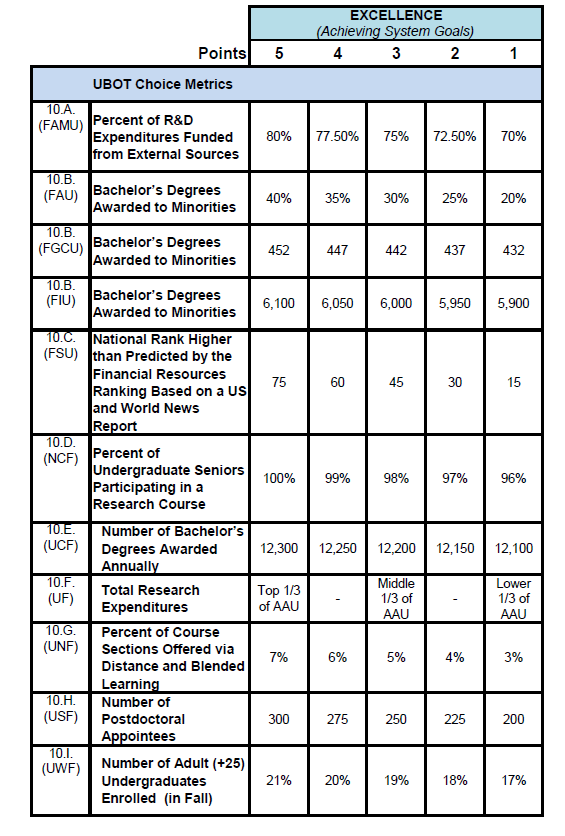 EXCELLENCE
(Achieving System Goals)
Points 5 4 3 2 1
UBOT Choice Metrics
10.A.
(FAMU)
Percent of R&D
Expenditures Funded
from External Sources
80% 77.50% 75% 72.50% 70%
10.B.
(FAU)
Bachelor's Degrees
Awarded to Minorities
40% 35% 30% 25% 20%
10.B.
(FGCU)
Bachelor's Degrees
Awarded to Minorities
452 447 442 437 432
10.B.
(FIU)
Bachelor's Degrees
Awarded to Minorities
6,100 6,050 6,000 5,950 5,900
10.C.
(FSU)
National Rank Higher
than Predicted by the
Financial Resources
Ranking Based on a US
and World News
Report
75 60 45 30 15
10.D.
(NCF)
Percent of
Undergraduate Seniors
Participating in a
Research Course
100% 99% 98% 97% 96%
10.E.
(UCF)
Number of Bachelor's
Degrees Awarded
Annually
12,300 12,250 12,200 12,150 12,100
10.F.
(UF)
Total Research
Expenditures
Top 1/3
of AAU
-
Middle
1/3 of
AAU
-
Lower
1/3 of
AAU
10.G.
(UNF)
Percent of Course
Sections Offered via
Distance and Blended
Learning
7% 6% 5% 4% 3%
10.H.
(USF)
Number of
Postdoctoral
Appointees
300 275 250 225 200
10.I.
(UWF)
Number of Adult (+25)
Undergraduates
Enrolled (in Fall)
21% 20% 19% 18% 17%